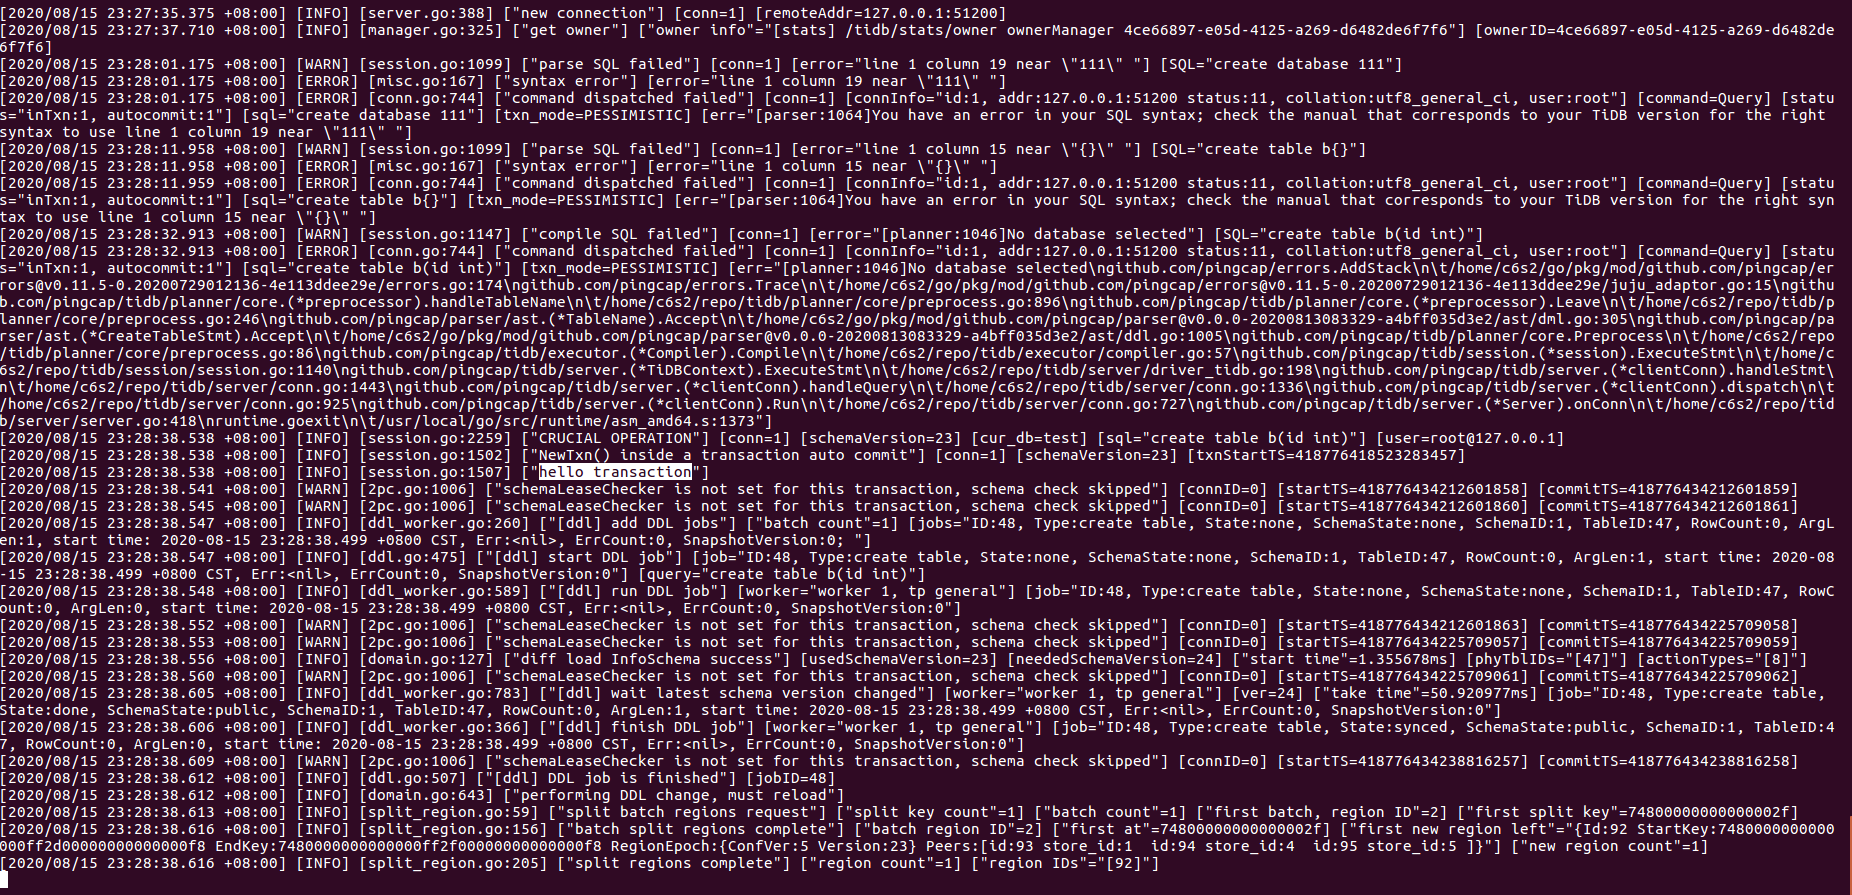 [2020/08/15 23:27:35.375 +08:00] [INFO] [server.go:388] ["new connection"] [conn=1] [remoteAddr=127.0.0.1:51200]
[2020/08/15 23:27:37.710 +08:00] [INFO] [manager.go:325] ["get owner"] ["owner info"="[stats] /tidb/stats/owner ownerManager 4ce66897-e05d-4125-a269-d6482de6f7f6"] [ownerID=4ce66897-e05d-4125-a269-d6482de
6f7f6]
[2020/08/15 23:28:01.175 +08:00] [WARN] [session.go:1099] ["parse SQL failed"] [conn=1] [error="line 1 column 19 near \"111\" "] [SQL="create database 111"]
[2020/08/15 23:28:01.175 +08:00] [ERROR] [misc.go:167] ["syntax error"] [error="line 1 column 19 near \"111\" "]
[2020/08/15 23:28:01.175 +08:00] [ERROR] [conn.go:744] ["command dispatched failed"] [conn=1] [connInfo="id:1, addr:127.0.0.1:51200 status:11, collation:utf8_general_ci, user:root"] [command=Query] [statu
s="inTxn:1, autocommit:1"] [sql="create database 111"] [txn_mode=PESSIMISTIC] [err="[parser:1064]You have an error in your SQL syntax; check the manual that corresponds to your TiDB version for the right
syntax to use line 1 column 19 near \"111\" "]
[2020/08/15 23:28:11.958 +08:00] [WARN] [session.go:1099] ["parse SQL failed"] [conn=1] [error="line 1 column 15 near \"{}\" "] [SQL="create table b{}"]
[2020/08/15 23:28:11.958 +08:00] [ERROR] [misc.go:167] ["syntax error"] [error="line 1 column 15 near \"{}\" "]
[2020/08/15 23:28:11.959 +08:00] [ERROR] [conn.go:744] ["command dispatched failed"] [conn=1] [connInfo="id:1, addr:127.0.0.1:51200 status:11, collation:utf8_general_ci, user:root"] [command=Query] [statu
s="inTxn:1, autocommit:1"] [sql="create table b{}"] [txn_mode=PESSIMISTIC] [err="[parser:1064]You have an error in your SQL syntax; check the manual that corresponds to your TiDB version for the right syn
tax to use line 1 column 15 near \"{}\" "]
[2020/08/15 23:28:32.913 +08:00] [WARN] [session.go:1147] ["compile SQL failed"] [conn=1] [error="[planner:1046]No database selected"] [SQL="create table b(id int)"]
[2020/08/15 23:28:32.913 +08:00] [ERROR] [conn.go:744] ["command dispatched failed"] [conn=1] [connInfo="id:1, addr:127.0.0.1:51200 status:11, collation:utf8_general_ci, user:root"] [command=Query] [statu
s="inTxn:1, autocommit:1"] [sql="create table b(id int)"] [txn_mode=PESSIMISTIC] [err="[planner:1046]No database selected\ngithub.com/pingcap/errors.AddStack\n\t/home/c6s2/go/pkg/mod/github.com/pingcap/er
rors@v0.11.5-0.20200729012136-4e113ddee29e/errors.go:174\ngithub.com/pingcap/errors.Trace\n\t/home/c6s2/go/pkg/mod/github.com/pingcap/errors@v0.11.5-0.20200729012136-4e113ddee29e/juju_adaptor.go:15\ngithu
b.com/pingcap/tidb/planner/core.(*preprocessor).handleTableName\n\t/home/c6s2/repo/tidb/planner/core/preprocess.go:896\ngithub.com/pingcap/tidb/planner/core.(*preprocessor).Leave\n\t/home/c6s2/repo/tidb/p
lanner/core/preprocess.go:246\ngithub.com/pingcap/parser/ast.(*TableName).Accept\n\t/home/c6s2/go/pkg/mod/github.com/pingcap/parser@v0.0.0-20200813083329-a4bff035d3e2/ast/dml.go:305\ngithub.com/pingcap/pa
rser/ast.(*CreateTableStmt).Accept\n\t/home/c6s2/go/pkg/mod/github.com/pingcap/parser@v0.0.0-20200813083329-a4bff035d3e2/ast/ddl.go:1005\ngithub.com/pingcap/tidb/planner/core.Preprocess\n\t/home/c6s2/repo
/tidb/planner/core/preprocess.go:86\ngithub.com/pingcap/tidb/executor.(*Compiler).Compile\n\t/home/c6s2/repo/tidb/executor/compiler.go:57\ngithub.com/pingcap/tidb/session.(*session).ExecuteStmt\n\t/home/c
6s2/repo/tidb/session/session.go:1140\ngithub.com/pingcap/tidb/server.(*TiDBContext).ExecuteStmt\n\t/home/c6s2/repo/tidb/server/driver_tidb.go:198\ngithub.com/pingcap/tidb/server.(*clientConn).handleStmt\
n\t/home/c6s2/repo/tidb/server/conn.go:1443\ngithub.com/pingcap/tidb/server.(*clientConn).handleQuery\n\t/home/c6s2/repo/tidb/server/conn.go:1336\ngithub.com/pingcap/tidb/server.(*clientConn).dispatch\n\t
/home/c6s2/repo/tidb/server/conn.go:925\ngithub.com/pingcap/tidb/server.(*clientConn).Run\n\t/home/c6s2/repo/tidb/server/conn.go:727\ngithub.com/pingcap/tidb/server.(*Server).onConn\n\t/home/c6s2/repo/tid
b/server/server.go:418\nruntime.goexit\n\t/usr/local/go/src/runtime/asm_amd64.s:1373"]
[2020/08/15 23:28:38.538 +08:00] [INFO] [session.go:2259] ["CRUCIAL OPERATION"] [conn=1] [schemaVersion=23] [cur_db=test] [sql="create table b(id int)"] [user=root@127.0.0.1]
[2020/08/15 23:28:38.538 +08:00] [INFO] [session.go:1502] ["NewTxn() inside a transaction auto commit"] [conn=1] [schemaVersion=23] [txnStartTS=418776418523283457]
[2020/08/15 23:28:38.538 +08:00] [INFO] [session.go:1507] ["hello transaction"]
[2020/08/15 23:28:38.541 +08:00] [WARN] [2pc.go:1006] ["schemaLeaseChecker is not set for this transaction, schema check skipped"] [connID=0] [startTS=418776434212601858] [commitTS=418776434212601859]
[2020/08/15 23:28:38.545 +08:00] [WARN] [2pc.go:1006] ["schemaLeaseChecker is not set for this transaction, schema check skipped"] [connID=0] [startTS=418776434212601860] [commitTS=418776434212601861]
[2020/08/15 23:28:38.547 +08:00] [INFO] [ddl_worker.go:260] ["[ddl] add DDL jobs"] ["batch count"=1] [jobs="ID:48, Type:create table, State:none, SchemaState:none, SchemaID:1, TableID:47, RowCount:0, ArgL
en:1, start time: 2020-08-15 23:28:38.499 +0800 CST, Err:<nil>, ErrCount:0, SnapshotVersion:0; "]
[2020/08/15 23:28:38.547 +08:00] [INFO] [ddl.go:475] ["[ddl] start DDL job"] [job="ID:48, Type:create table, State:none, SchemaState:none, SchemaID:1, TableID:47, RowCount:0, ArgLen:1, start time: 2020-08
-15 23:28:38.499 +0800 CST, Err:<nil>, ErrCount:0, SnapshotVersion:0"] [query="create table b(id int)"]
[2020/08/15 23:28:38.548 +08:00] [INFO] [ddl_worker.go:589] ["[ddl] run DDL job"] [worker="worker 1, tp general"] [job="ID:48, Type:create table, State:none, SchemaState:none, SchemaID:1, TableID:47, RowC
ount:0, ArgLen:0, start time: 2020-08-15 23:28:38.499 +0800 CST, Err:<nil>, ErrCount:0, SnapshotVersion:0"]
[2020/08/15 23:28:38.552 +08:00] [WARN] [2pc.go:1006] ["schemaLeaseChecker is not set for this transaction, schema check skipped"] [connID=0] [startTS=418776434212601863] [commitTS=418776434225709058]
[2020/08/15 23:28:38.553 +08:00] [WARN] [2pc.go:1006] ["schemaLeaseChecker is not set for this transaction, schema check skipped"] [connID=0] [startTS=418776434225709057] [commitTS=418776434225709059]
[2020/08/15 23:28:38.556 +08:00] [INFO] [domain.go:127] ["diff load InfoSchema success"] [usedSchemaVersion=23] [neededSchemaVersion=24] ["start time"=1.355678ms] [phyTblIDs="[47]"] [actionTypes="[8]"]
[2020/08/15 23:28:38.560 +08:00] [WARN] [2pc.go:1006] ["schemaLeaseChecker is not set for this transaction, schema check skipped"] [connID=0] [startTS=418776434225709061] [commitTS=418776434225709062]
[2020/08/15 23:28:38.605 +08:00] [INFO] [ddl_worker.go:783] ["[ddl] wait latest schema version changed"] [worker="worker 1, tp general"] [ver=24] ["take time"=50.920977ms] [job="ID:48, Type:create table,
State:done, SchemaState:public, SchemaID:1, TableID:47, RowCount:0, ArgLen:1, start time: 2020-08-15 23:28:38.499 +0800 CST, Err:<nil>, ErrCount:0, SnapshotVersion:0"]
[2020/08/15 23:28:38.606 +08:00] [INFO] [ddl_worker.go:366] ["[ddl] finish DDL job"] [worker="worker 1, tp general"] [job="ID:48, Type:create table, State:synced, SchemaState:public, SchemaID:1, TableID:4
7, RowCount:0, ArgLen:0, start time: 2020-08-15 23:28:38.499 +0800 CST, Err:<nil>, ErrCount:0, SnapshotVersion:0"]
[2020/08/15 23:28:38.609 +08:00] [WARN] [2pc.go:1006] ["schemaLeaseChecker is not set for this transaction, schema check skipped"] [connID=0] [startTS=418776434238816257] [commitTS=418776434238816258]
[2020/08/15 23:28:38.612 +08:00] [INFO] [ddl.go:507] ["[ddl] DDL job is finished"] [jobID=48]
[2020/08/15 23:28:38.612 +08:00] [INFO] [domain.go:643] ["performing DDL change, must reload"]
[2020/08/15 23:28:38.613 +08:00] [INFO] [split_region.go:59] ["split batch regions request"] ["split key count"=1] ["batch count"=1] ["first batch, region ID"=2] ["first split key"=74800000000000002f]
[2020/08/15 23:28:38.616 +08:00] [INFO] [split_region.go:156] ["batch split regions complete"] ["batch region ID"=2] ["first at"=74800000000000002f] ["first new region left"="{Id:92 StartKey:7480000000000
000ff2d00000000000000f8 EndKey:7480000000000000ff2f00000000000000f8 RegionEpoch:{ConfVer:5 Version:23} Peers:[id:93 store_id:1  id:94 store_id:4  id:95 store_id:5 ]}"] ["new region count"=1]
[2020/08/15 23:28:38.616 +08:00] [INFO] [split_region.go:205] ["split regions complete"] ["region count"=1] ["region IDs"="[92]"]